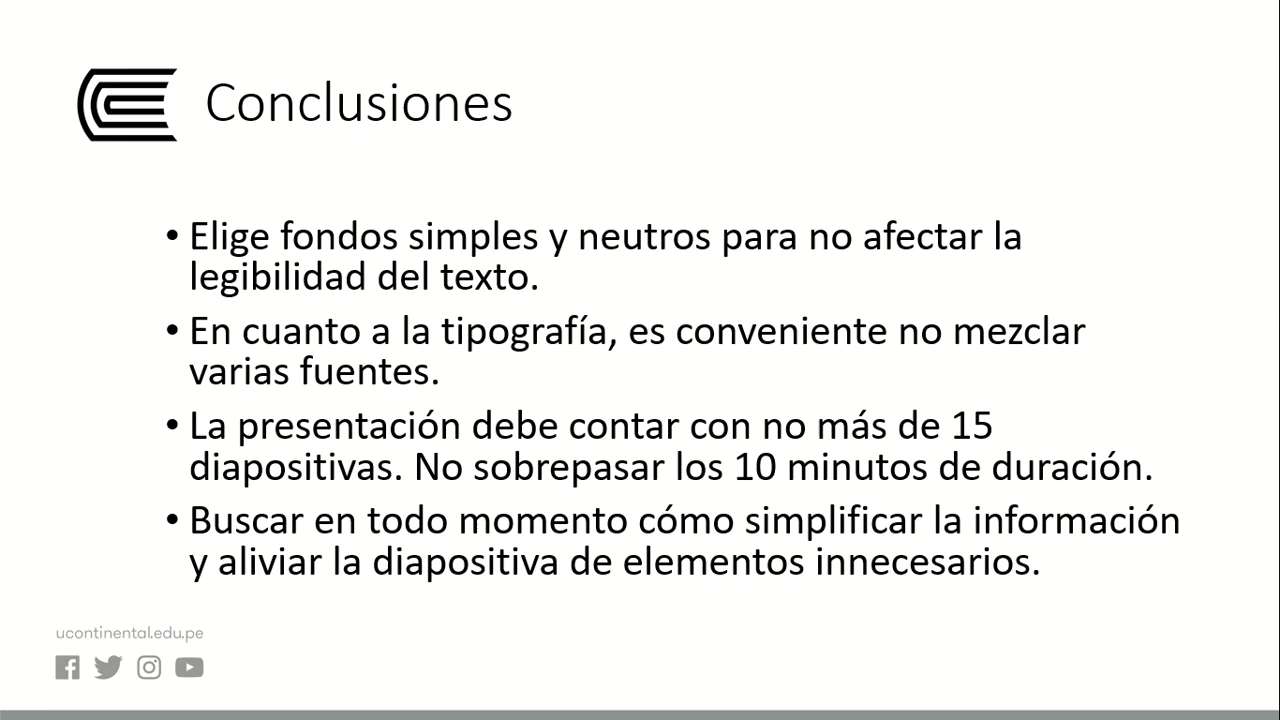 Conclusiones
• Elige fondos simples y neutros para no afectar la
legibilidad del texto.
• En cuanto a la tipografía, es conveniente no mezclar
varias fuentes.
• La presentación debe contar con no más de 15
diapositivas. No sobrepasar los 10 minutos de duración.
• Buscar en todo momento cómo simplificar la información
y aliviar la diapositiva de elementos innecesarios.
ucontinental.edu.pe